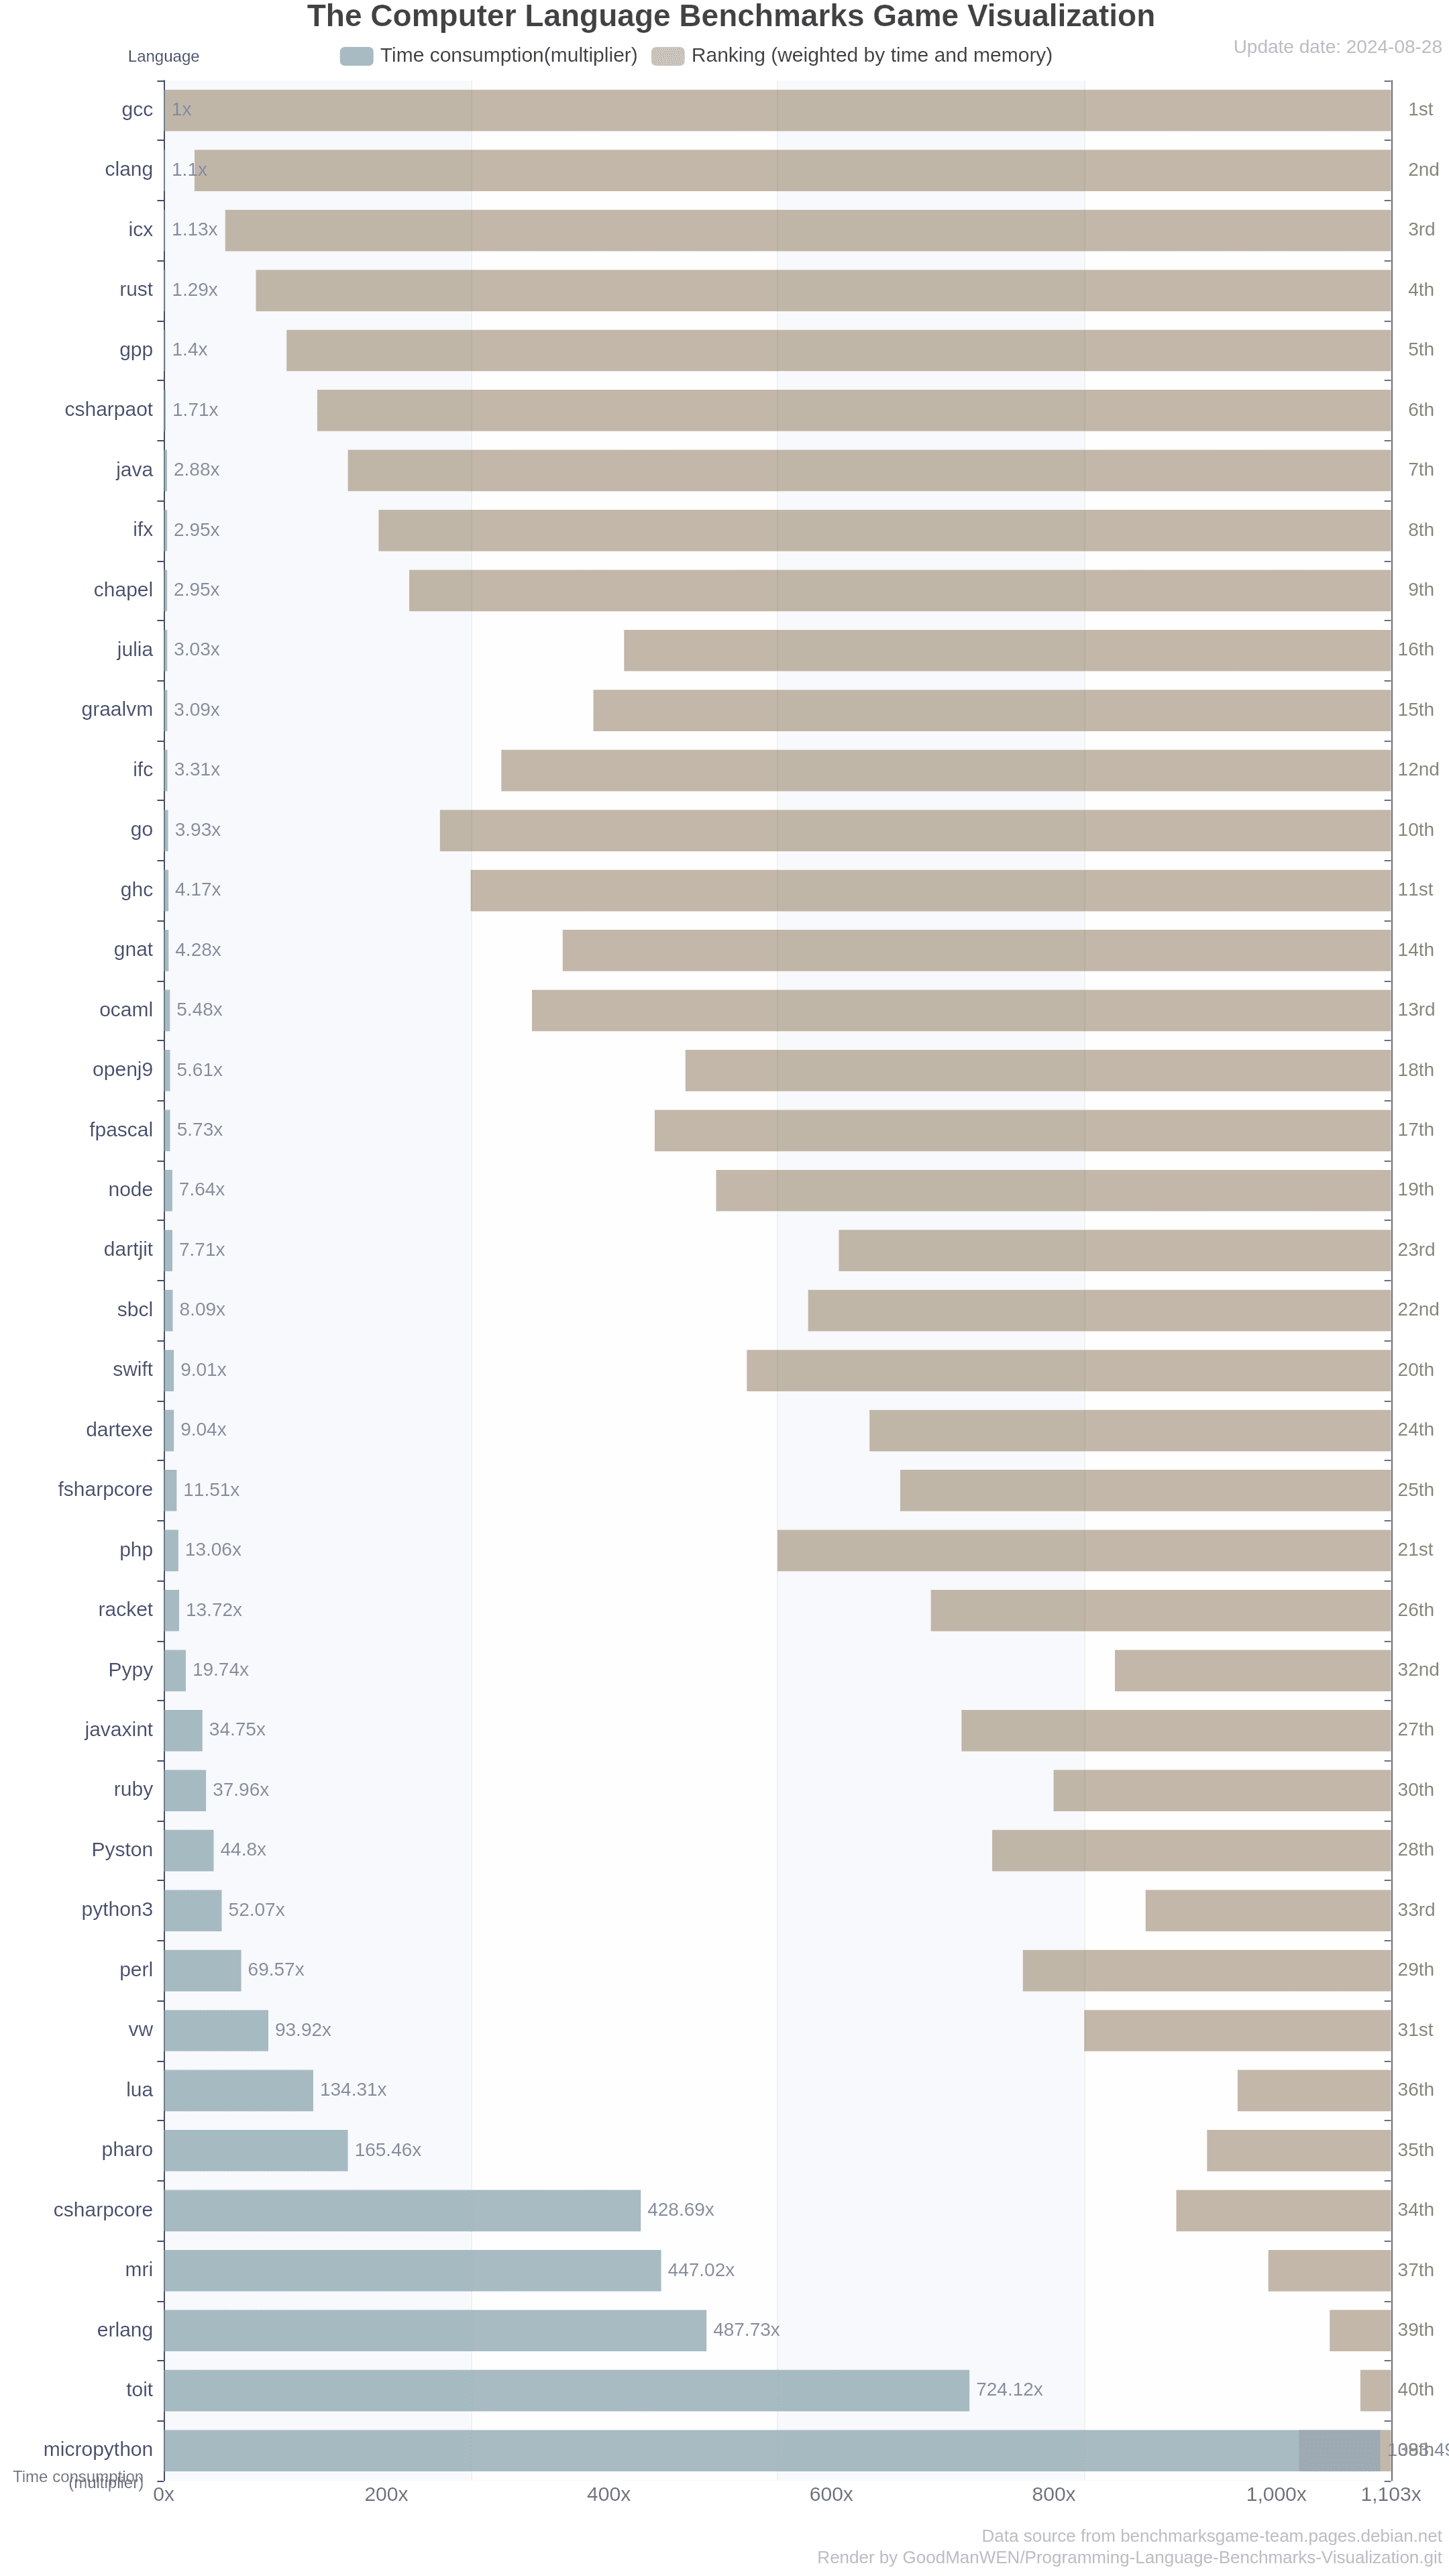 The Computer Language Benchmarks Game Visualization
Language
Time consumption(multiplier)
Ranking (weighted by time and memory)
Update date: 2024-08-28
gcc 1x 1st
clang 1.1x 2nd
icx 1.13x 3rd
rust 1.29x 4th
gpp 1.4x 5th
csharpaot 1.71x 6th
java 2.88x 7th
ifx 2.95x 8th
chapel 2.95x 9th
julia 3.03x 16th
graalvm 3.09x 15th
ifc 3.31x 12nd
go 3.93x 10th
ghc 4.17x 11st
gnat 4.28x 14th
ocaml 5.48x 13rd
openj9 5.61x 18th
fpascal 5.73x 17th
node 7.64x 19th
dartjit 7.71x 23rd
sbcl 8.09x 22nd
swift 9.01x 20th
dartexe 9.04x 24th
fsharpcore 11.51x 25th
php 13.06x 21st
racket 13.72x 26th
Pypy 19.74x 32nd
javaxint 34.75x 27th
ruby 37.96x 30th
Pyston 44.8x 28th
python3 52.07x 33rd
perl 69.57x 29th
vw 93.92x 31st
lua 134.31x 36th
pharo 165.46x 35th
csharpcore 428.69x 34th
mri 447.02x 37th
erlang 487.73x 39th
toit 724.12x 40th
micropython
Time consumption
(multiplier)
0x 200x 400x 600x 800x 1,000x 1,103x
Data source from benchmarksgame-team.pages.debian.net
Render by GoodManWEN/Programming-Language-Benchmarks-Visualization.git